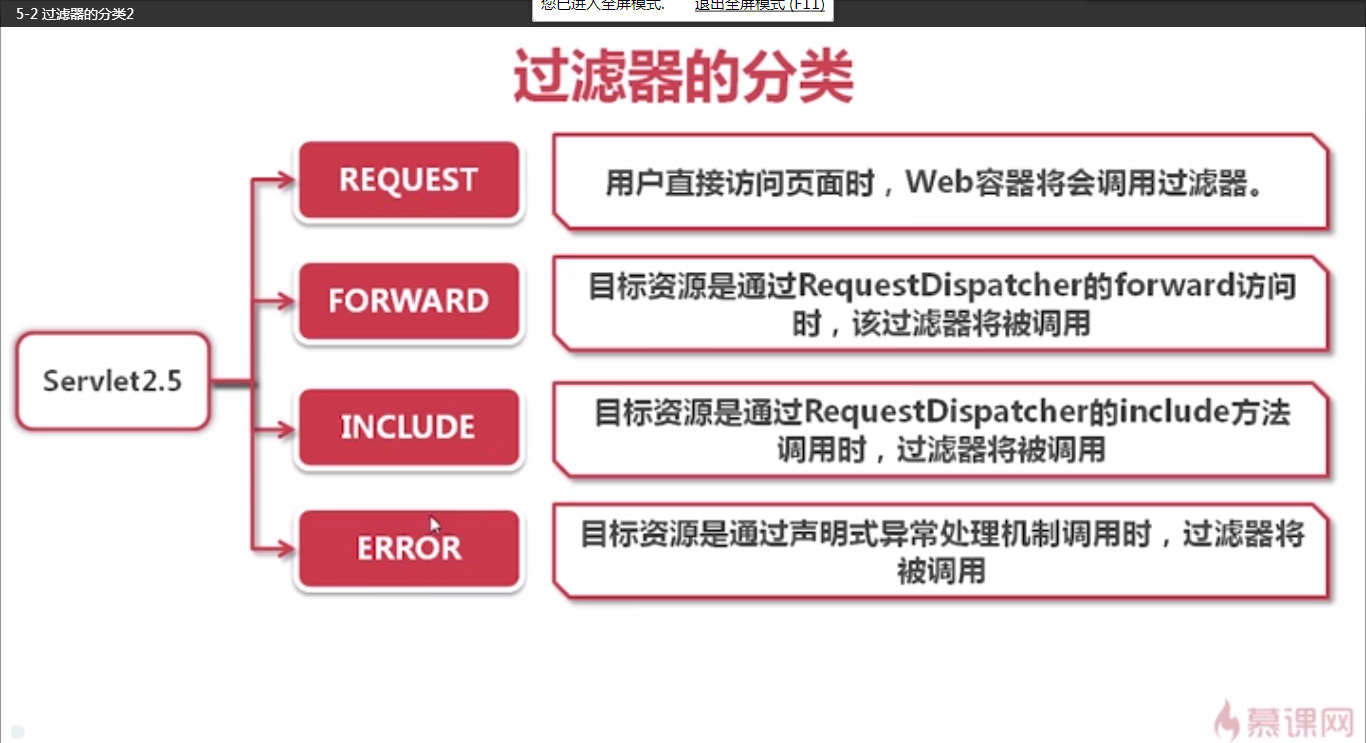 5-2 过滤器的分类2
您已进入全屏模式. 退出全屏模式 (F11)
过滤器的分类
REQUEST
用户直接访问页面时，Web容器将会调用过滤器。
FORWARD
目标资源是通过RequestDispatcher的forward访问
时，该过滤器将被调用
Servlet2.5
INCLUDE
目标资源是通过RequestDispatcher的include方法
调用时，过滤器将被调用
ERROR
目标资源是通过声明式异常处理机制调用时，过滤器将
被调用
慕课网